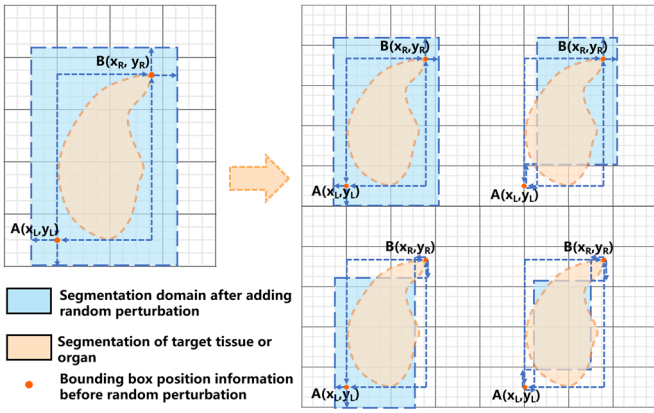 B(xR, yR)
A(xL,yL)
B(xR, yR)
A(xL,yL)
B(xR, yR)
A(xL,yL)
B(xR,yR)
A(xL,yL)
B(xR,yR)
A(xL,yL)
Segmentation domain after adding
random perturbation
Segmentation of target tissue or
organ
Bounding box position information
before random perturbation